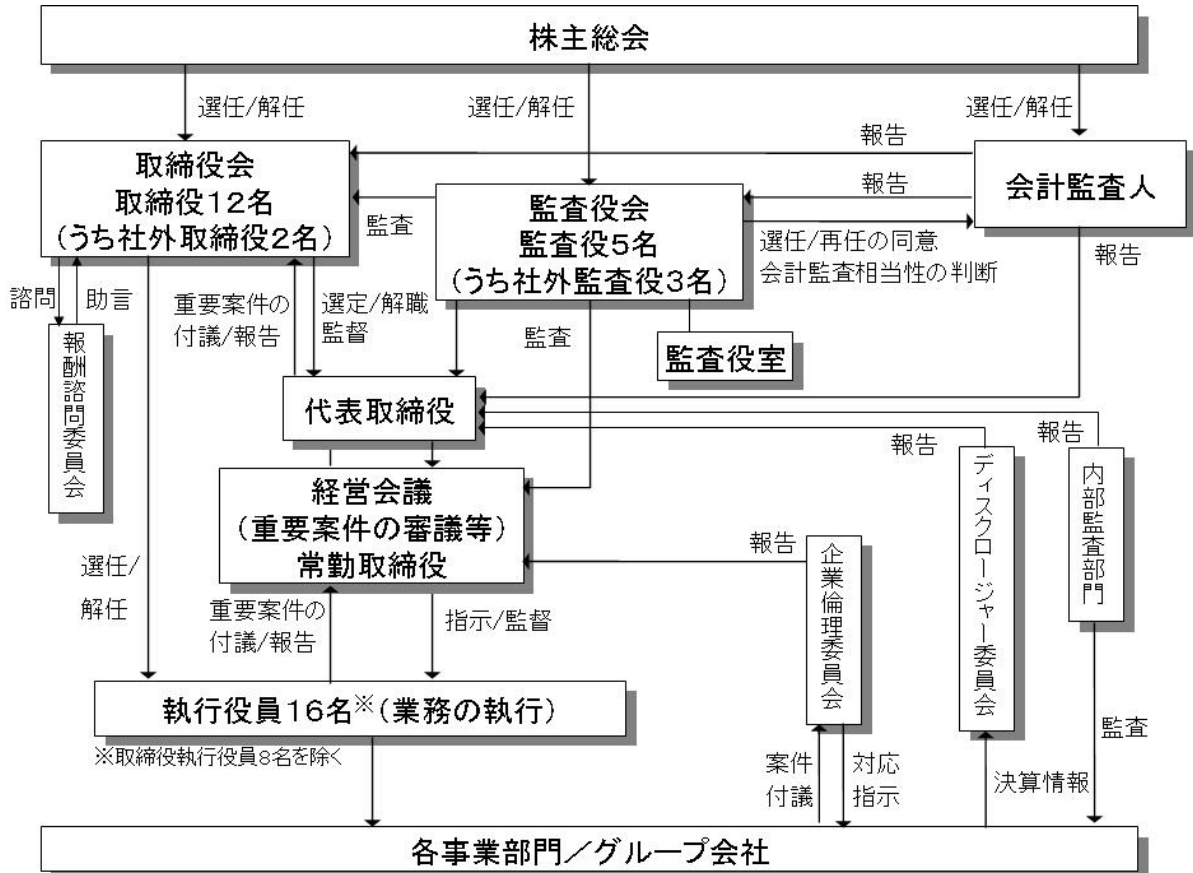 株主総会
選任/解任
選任/解任
選任/解任
取締役会
取締役12名
(うち社外取締役2名)
監査
監査役会
監査役5名
(うち社外監査役3名)
報告
報告
会計監査人
選任/再任の同意
会計監査相当性の判断
報告
諮問
助言
重要案件の
付議/報告
選定/解職
監督
監査
監査役室
報酬諮問委員会
代表取締役
報告
報告
経営会議
(重要案件の審議等)
常勤取締役
報告
企業倫理委員会
ディスクロージャー委員会
内部監査部門
選任/
解任
重要案件の
付議/報告
指示/監督
執行役員16名※(業務の執行)
※取締役執行役員8名を除く
案件
付議
対応
指示
決算情報
監査
各事業部門/グループ会社